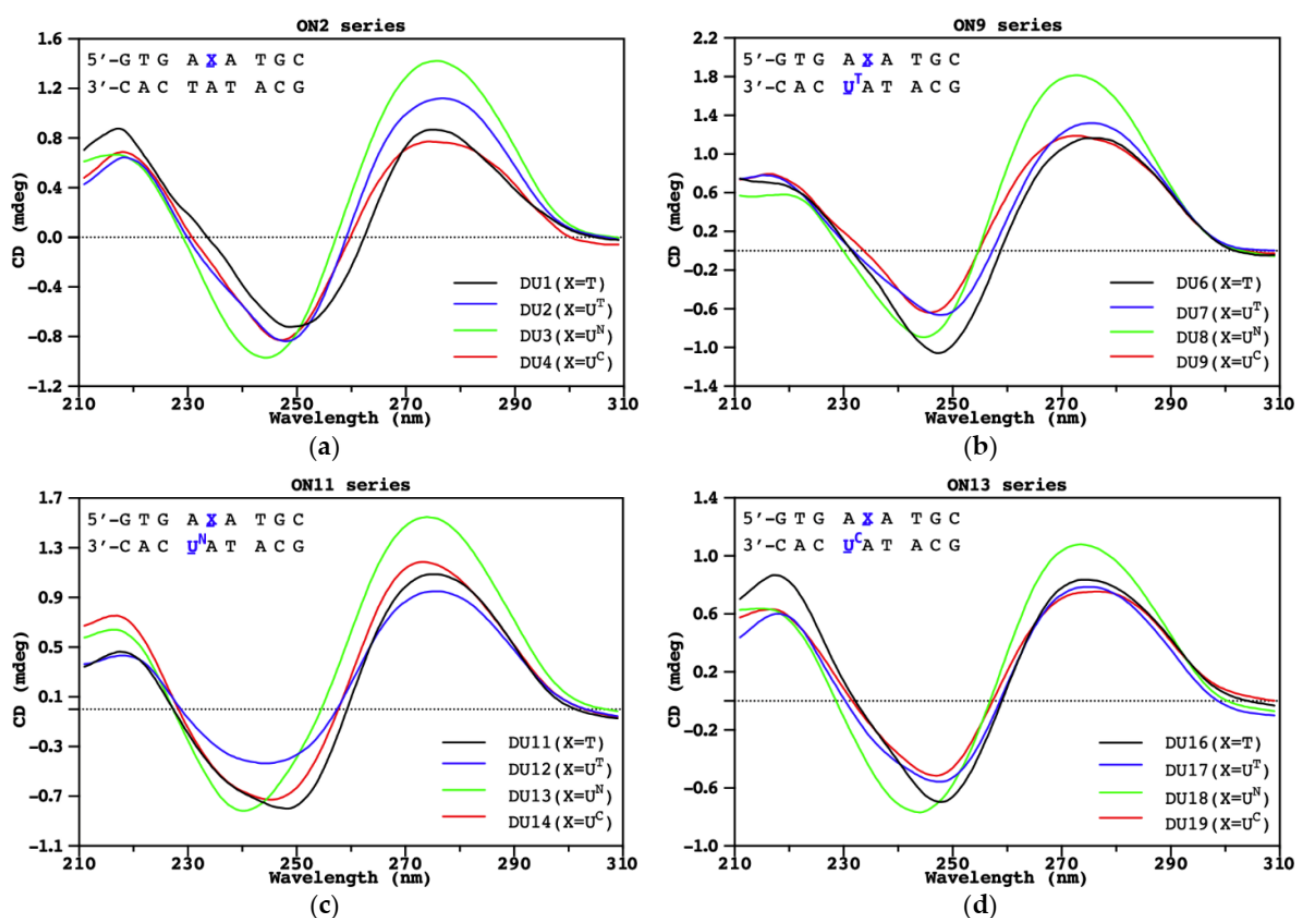 ON2 series
5′-GTG AXA TGC
3′-CAC TAT ACG
1.6
1.2
0.8
0.4
0.0
-0.4
-0.8
-1.2
CD (mdeg)
DU1(X=T)
DU2(X=Uᵀ)
DU3(X=Uᴺ)
DU4(X=Uᶜ)
210 230 250 270 290 310
Wavelength (nm)
(a)
ON9 series
5′-GTG AXA TGC
3′-CAC UᵀAT ACG
2.2
1.8
1.4
1.0
0.6
0.2
-0.2
-0.6
-1.0
-1.4
CD (mdeg)
DU6(X=T)
DU7(X=Uᵀ)
DU8(X=Uᴺ)
DU9(X=Uᶜ)
210 230 250 270 290 310
Wavelength (nm)
(b)
ON11 series
5′-GTG AXA TGC
3′-CAC UᴺAT ACG
1.7
1.3
0.9
0.5
0.1
-0.3
-0.7
-1.1
CD (mdeg)
DU11(X=T)
DU12(X=Uᵀ)
DU13(X=Uᴺ)
DU14(X=Uᶜ)
210 230 250 270 290 310
Wavelength (nm)
(c)
ON13 series
5′-GTG AXA TGC
3′-CAC UᶜAT ACG
1.4
1.0
0.6
0.2
-0.2
-0.6
-1.0
CD (mdeg)
DU16(X=T)
DU17(X=Uᵀ)
DU18(X=Uᴺ)
DU19(X=Uᶜ)
210 230 250 270 290 310
Wavelength (nm)
(d)